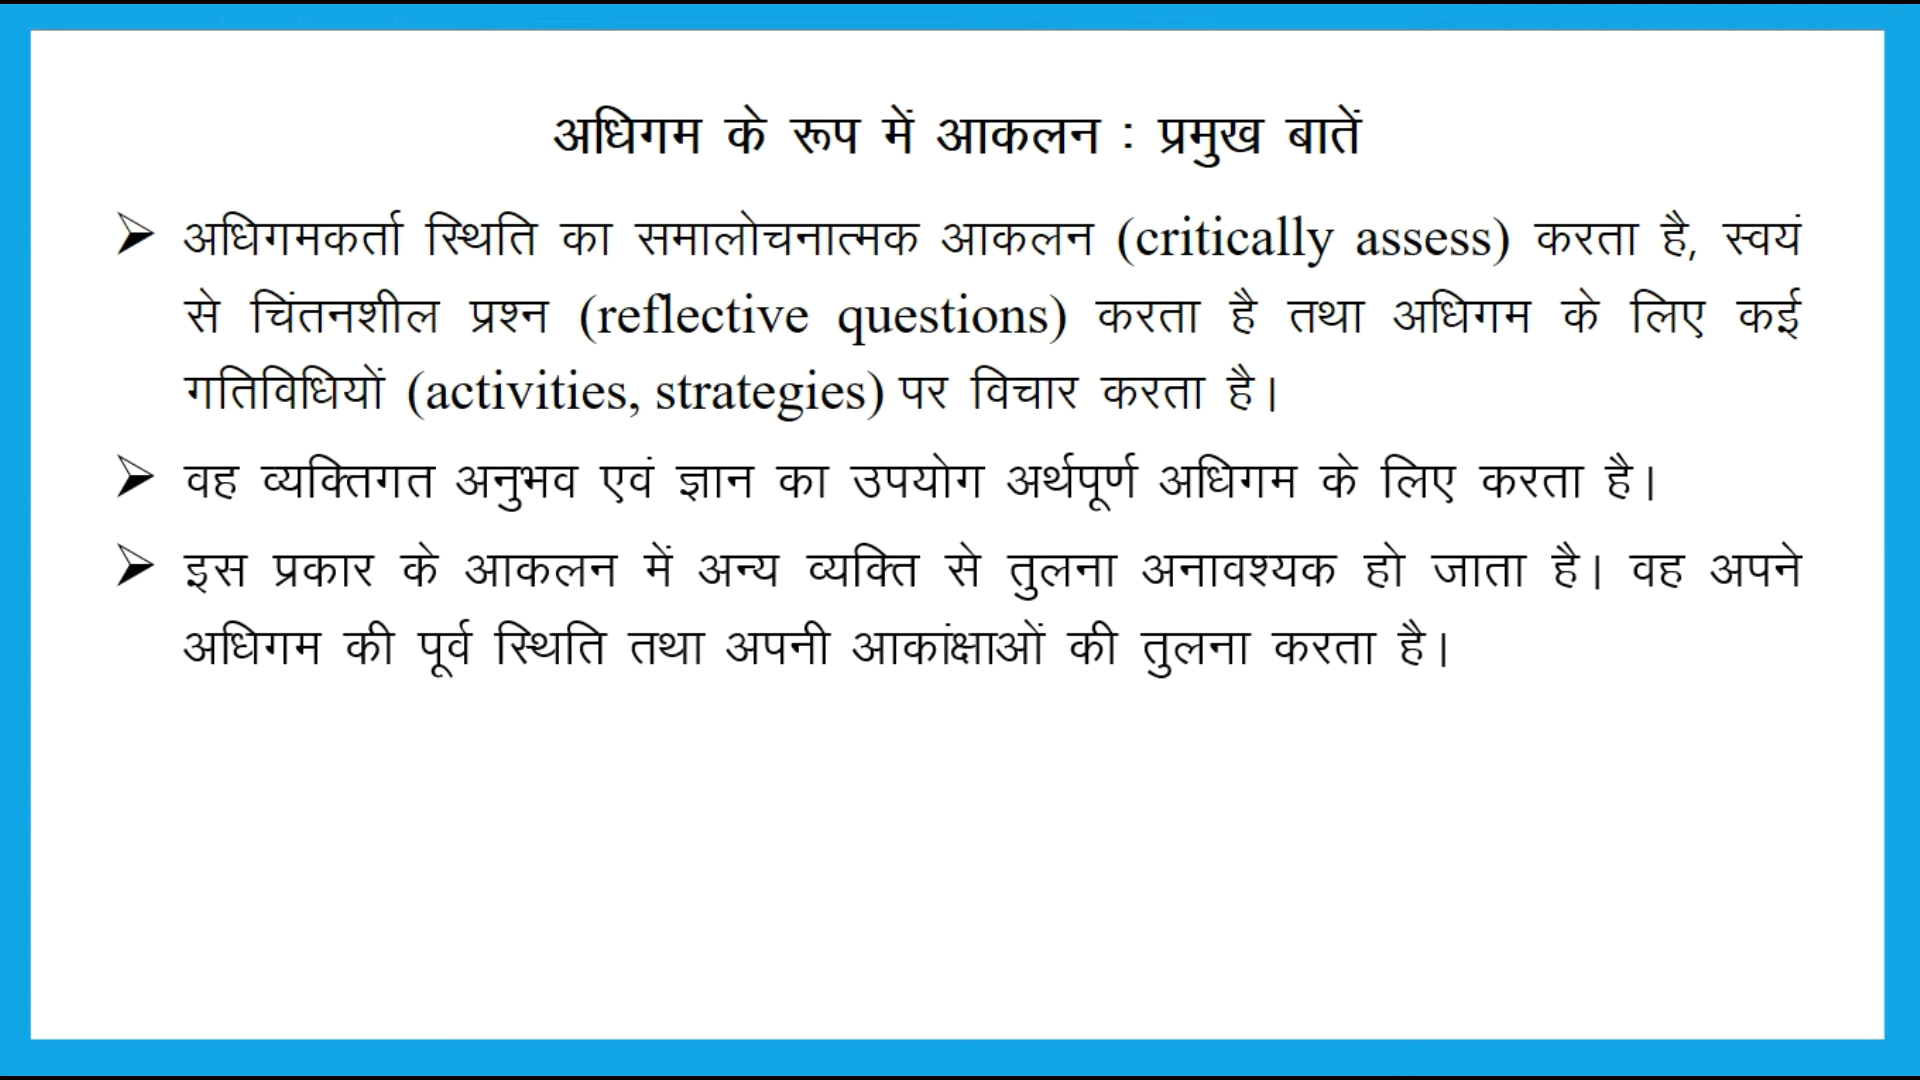 अधिगम के रूप में आकलन : प्रमुख बातें
➢ अधिगमकर्ता स्थिति का समालोचनात्मक आकलन (critically assess) करता है, स्वयं
से चिंतनशील प्रश्न (reflective questions) करता है तथा अधिगम के लिए कई
गतिविधियों (activities, strategies) पर विचार करता है।
➢ वह व्यक्तिगत अनुभव एवं ज्ञान का उपयोग अर्थपूर्ण अधिगम के लिए करता है।
➢ इस प्रकार के आकलन में अन्य व्यक्ति से तुलना अनावश्यक हो जाता है। वह अपने
अधिगम की पूर्व स्थिति तथा अपनी आकांक्षाओं की तुलना करता है।